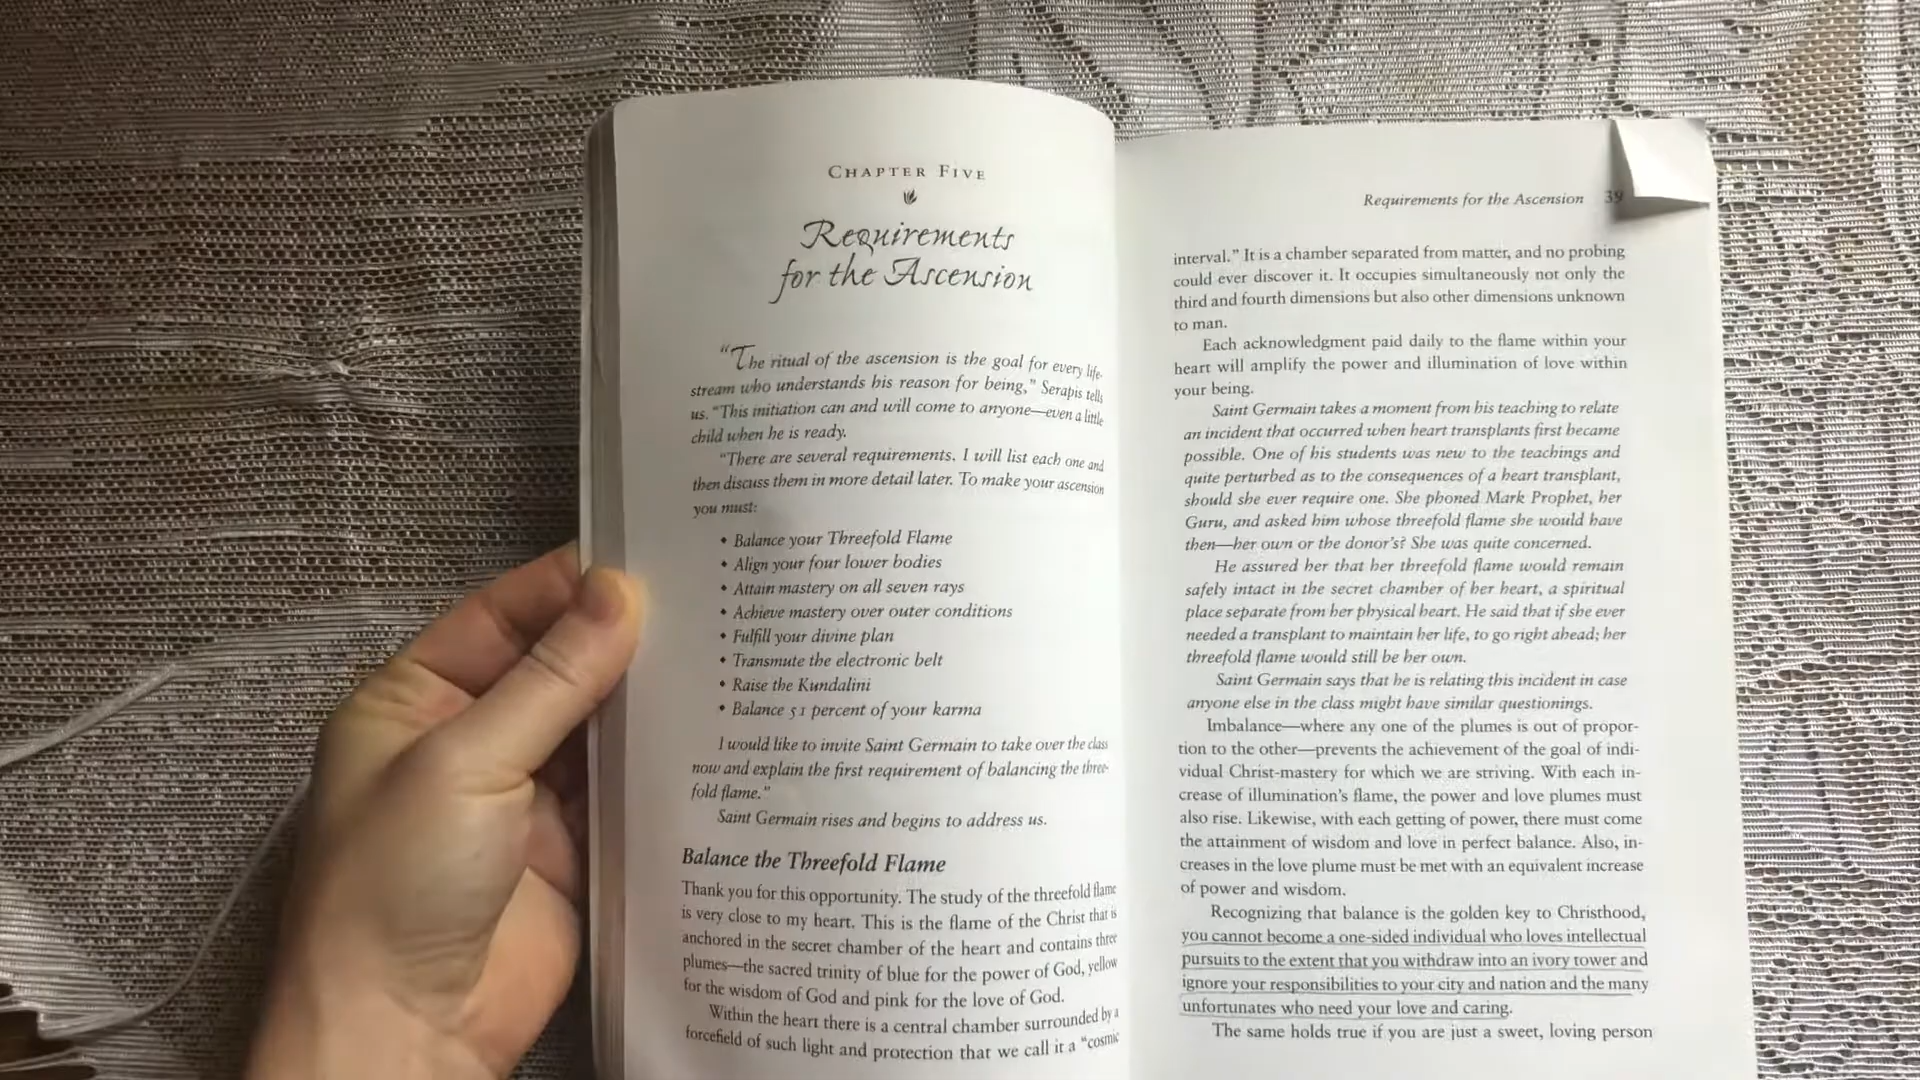 CHAPTER FIVE
Requirements
for the Ascension
"The ritual of the ascension is the goal for every life-
stream who understands his reason for being," Serapis tells
us. "This initiation can and will come to anyone—even a little
child when he is ready.
"There are several requirements. I will list each one and
then discuss them in more detail later. To make your ascension
you must:
• Balance your Threefold Flame
• Align your four lower bodies
• Attain mastery on all seven rays
• Achieve mastery over outer conditions
• Fulfill your divine plan
• Transmute the electronic belt
• Raise the Kundalini
• Balance 51 percent of your karma
I would like to invite Saint Germain to take over the class
now and explain the first requirement of balancing the three-
fold flame."
Saint Germain rises and begins to address us.
Balance the Threefold Flame
Thank you for this opportunity. The study of the threefold flame
is very close to my heart. This is the flame of the Christ that is
anchored in the secret chamber of the heart and contains three
plumes—the sacred trinity of blue for the power of God, yellow
for the wisdom of God and pink for the love of God.
Within the heart there is a central chamber surrounded by a
forcefield of such light and protection that we call it a "cosmic
Requirements for the Ascension 39
interval." It is a chamber separated from matter, and no probing
could ever discover it. It occupies simultaneously not only the
third and fourth dimensions but also other dimensions unknown
to man.
Each acknowledgment paid daily to the flame within your
heart will amplify the power and illumination of love within
your being.
Saint Germain takes a moment from his teaching to relate
an incident that occurred when heart transplants first became
possible. One of his students was new to the teachings and
quite perturbed as to the consequences of a heart transplant,
should she ever require one. She phoned Mark Prophet, her
Guru, and asked him whose threefold flame she would have
then—her own or the donor's? She was quite concerned.
He assured her that her threefold flame would remain
safely intact in the secret chamber of her heart, a spiritual
place separate from her physical heart. He said that if she ever
needed a transplant to maintain her life, to go right ahead; her
threefold flame would still be her own.
Saint Germain says that he is relating this incident in case
anyone else in the class might have similar questionings.
Imbalance—where any one of the plumes is out of propor-
tion to the other—prevents the achievement of the goal of indi-
vidual Christ-mastery for which we are striving. With each in-
crease of illumination's flame, the power and love plumes must
also rise. Likewise, with each getting of power, there must come
the attainment of wisdom and love in perfect balance. Also, in-
creases in the love plume must be met with an equivalent increase
of power and wisdom.
Recognizing that balance is the golden key to Christhood,
you cannot become a one-sided individual who loves intellectual
pursuits to the extent that you withdraw into an ivory tower and
ignore your responsibilities to your city and nation and the many
unfortunates who need your love and caring.
The same holds true if you are just a sweet, loving person